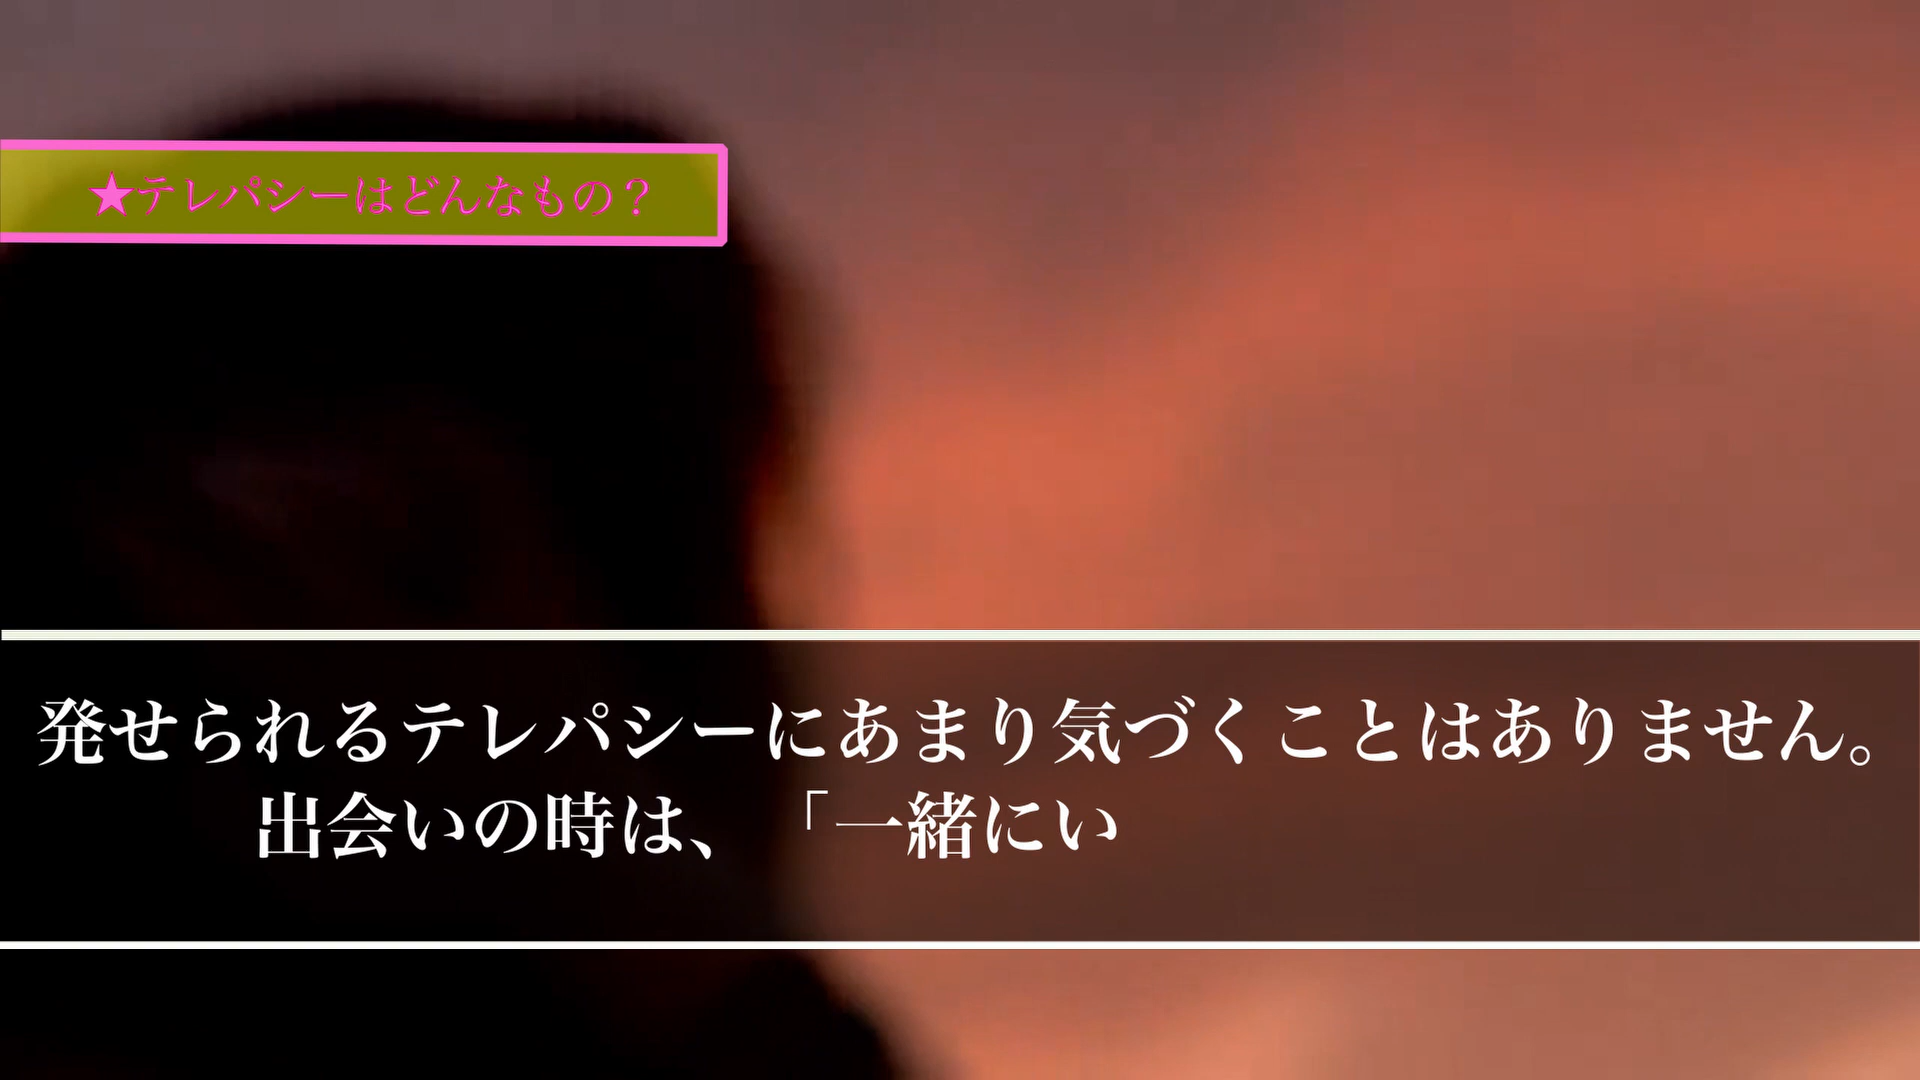 ★テレパシーはどんなもの？
発せられるテレパシーにあまり気づくことはありません。
出会いの時は、「一緒にい